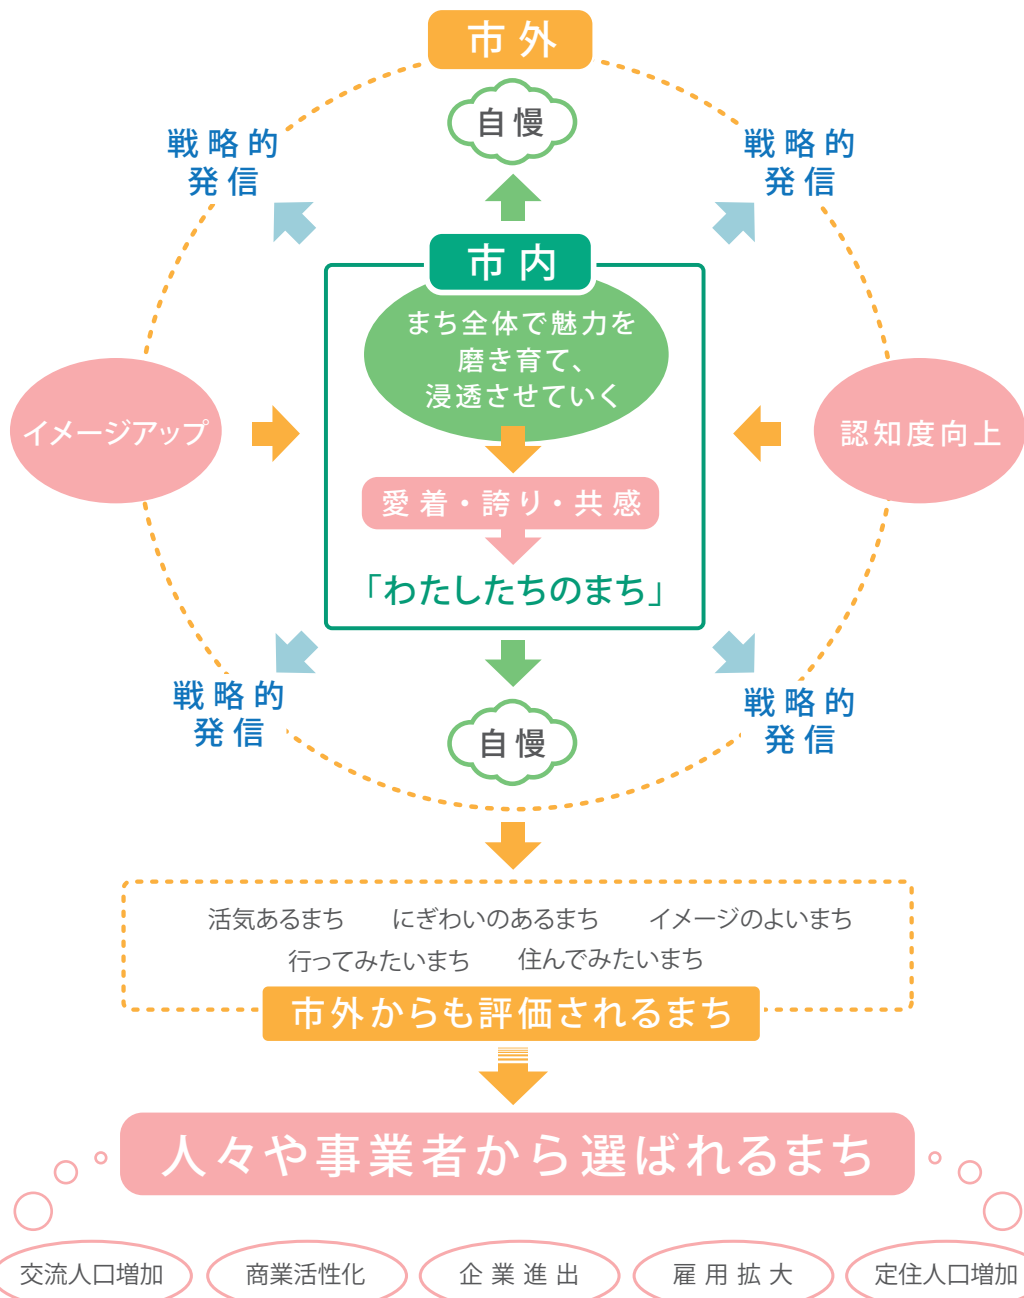 市外
自慢
戦略的
発信
戦略的
発信
市内
まち全体で魅力を
磨き育て、
浸透させていく
イメージアップ
認知度向上
愛着・誇り・共感
「わたしたちのまち」
戦略的
発信
戦略的
発信
自慢
活気あるまち
にぎわいのあるまち
イメージのよいまち
行ってみたいまち
住んでみたいまち
市外からも評価されるまち
人々や事業者から選ばれるまち
交流人口増加
商業活性化
企業進出
雇用拡大
定住人口増加